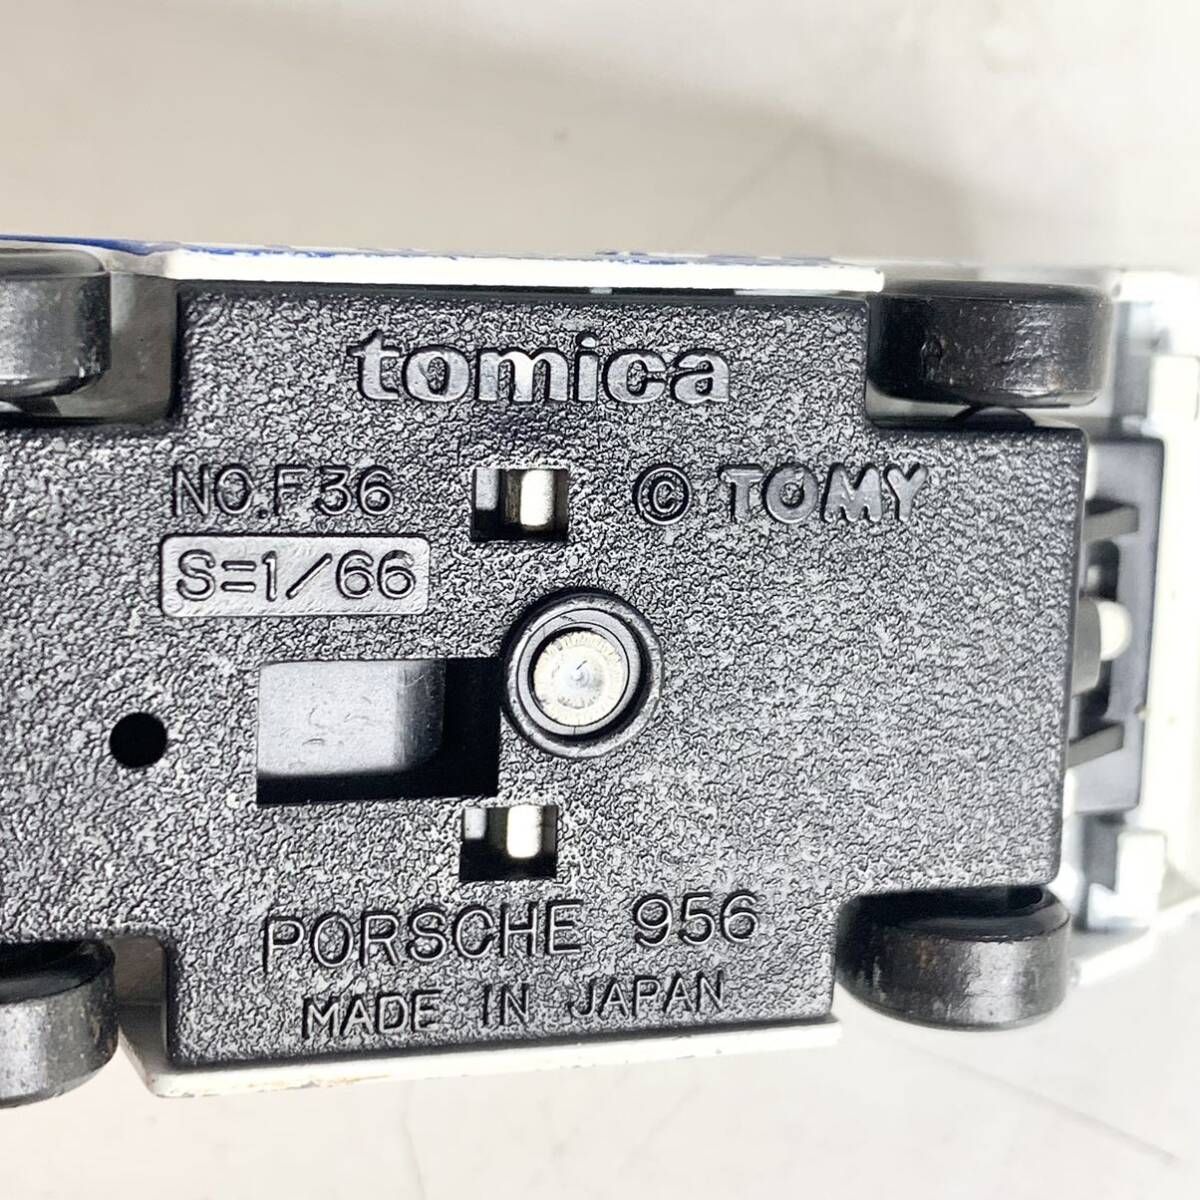 tomica
NO.F36 © TOMY
S=1/66
PORSCHE 956
MADE IN JAPAN